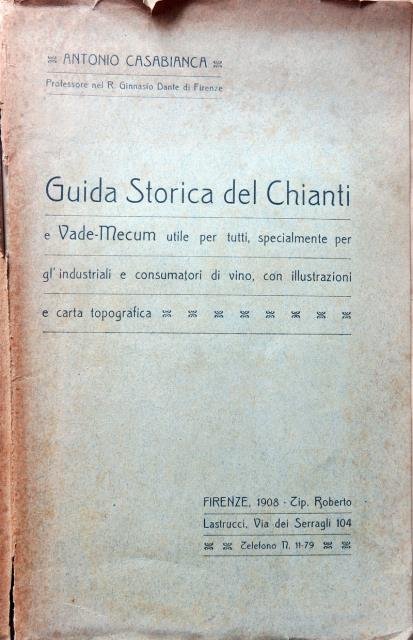 ANTONIO CASABIANCA
Professore nel R. Ginnasio Dante di Firenze
Guida Storica del Chianti
e Vade-Mecum utile per tutti, specialmente per
gl'industriali e consumatori di vino, con illustrazioni
e carta topografica
FIRENZE, 1908 - Tip. Roberto
Lastrucci, Via dei Serragli 104
Telefono N. 11-79